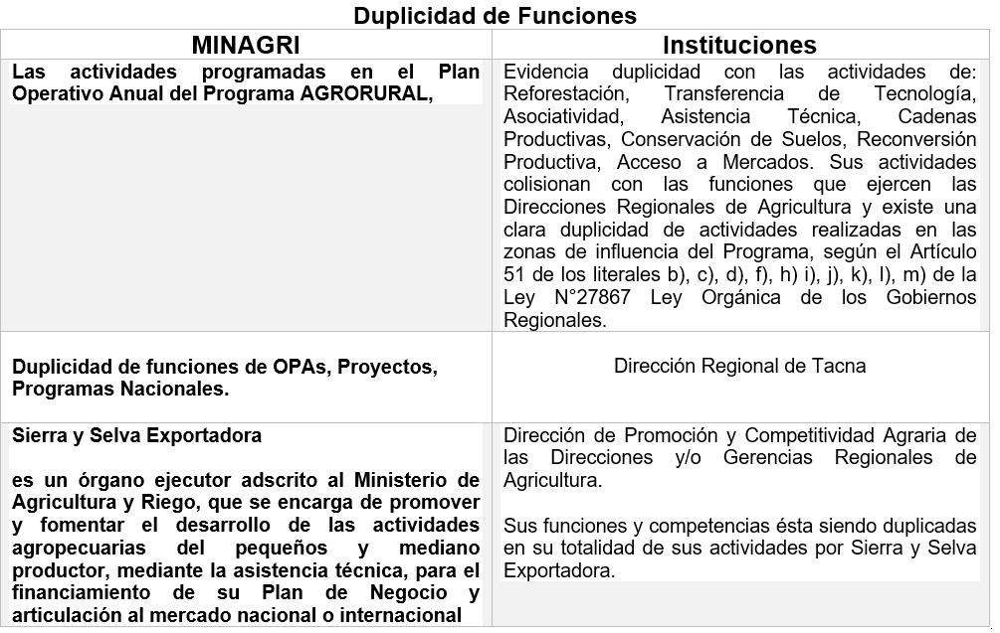 Duplicidad de Funciones
MINAGRI
Instituciones
Las actividades programadas en el Plan
Operativo Anual del Programa AGRORURAL,
Evidencia duplicidad con las actividades de:
Reforestación, Transferencia de Tecnología,
Asociatividad, Asistencia Técnica, Cadenas
Productivas, Conservación de Suelos, Reconversión
Productiva, Acceso a Mercados. Sus actividades
colisionan con las funciones que ejercen las
Direcciones Regionales de Agricultura y existe una
clara duplicidad de actividades realizadas en las
zonas de influencia del Programa, según el Artículo
51 de los literales b), c), d), f), h) i), j), k), l), m) de la
Ley N°27867 Ley Orgánica de los Gobiernos
Regionales.
Duplicidad de funciones de OPAs, Proyectos,
Programas Nacionales.
Dirección Regional de Tacna
Sierra y Selva Exportadora
es un órgano ejecutor adscrito al Ministerio de
Agricultura y Riego, que se encarga de promover
y fomentar el desarrollo de las actividades
agropecuarias del pequeños y mediano
productor, mediante la asistencia técnica, para el
financiamiento de su Plan de Negocio y
articulación al mercado nacional o internacional
Dirección de Promoción y Competitividad Agraria de
las Direcciones y/o Gerencias Regionales de
Agricultura.
Sus funciones y competencias ésta siendo duplicadas
en su totalidad de sus actividades por Sierra y Selva
Exportadora.